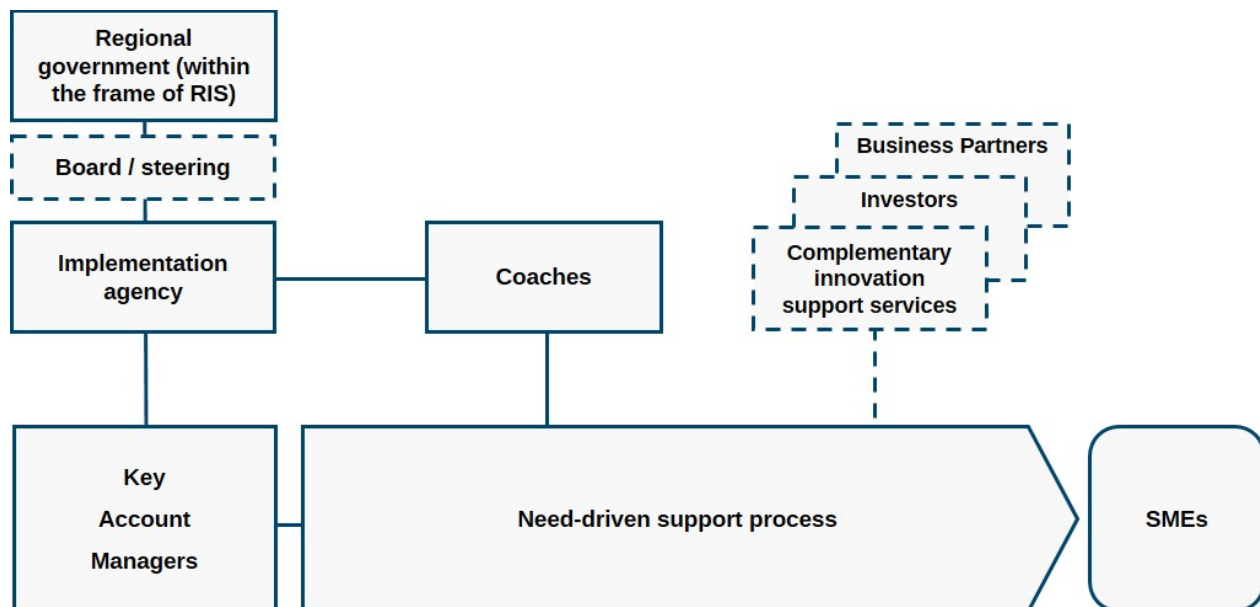 Regional
government (within
the frame of RIS)
Board / steering
Implementation
agency
Coaches
Business Partners
Investors
Complementary
innovation
support services
Key
Account
Managers
Need-driven support process
SMEs